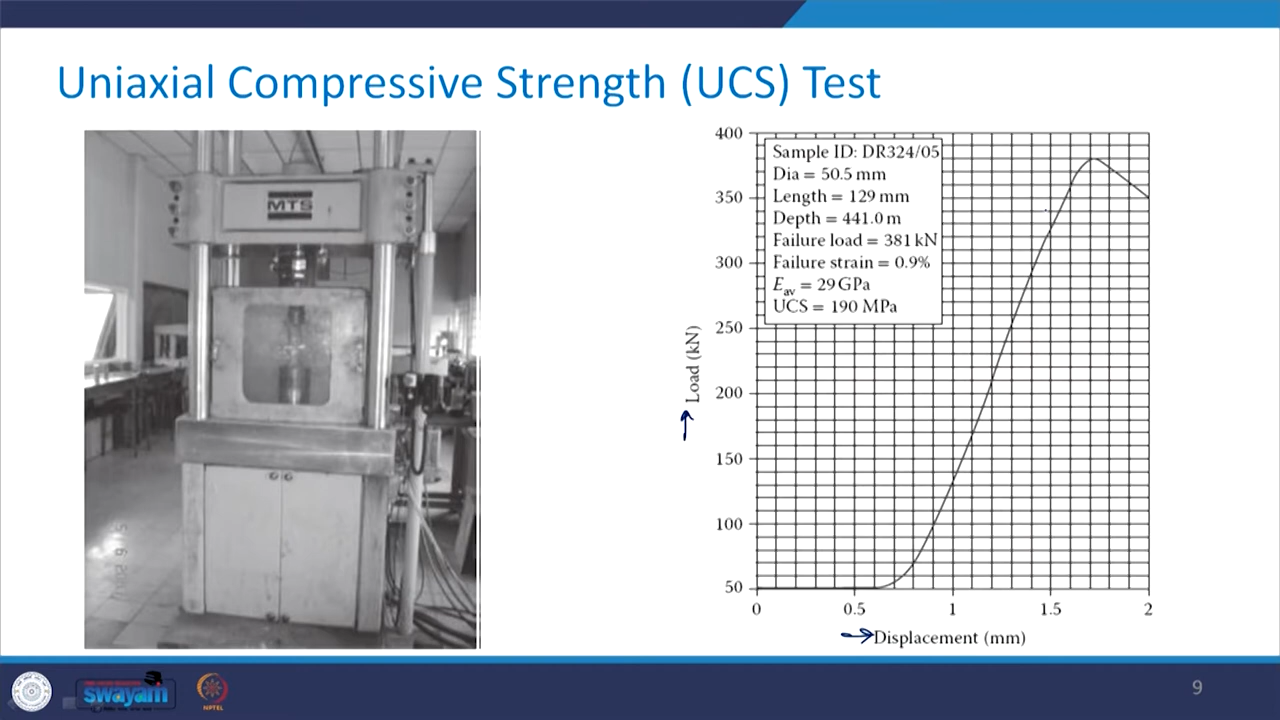 Uniaxial Compressive Strength (UCS) Test
MTS
400
350
300
250
200
150
100
50
Load (kN)
Sample ID: DR324/05
Dia = 50.5 mm
Length = 129 mm
Depth = 441.0 m
Failure load = 381 kN
Failure strain = 0.9%
Eav = 29 GPa
UCS = 190 MPa
0 0.5 1 1.5 2
Displacement (mm)
swayam
NPTEL
9